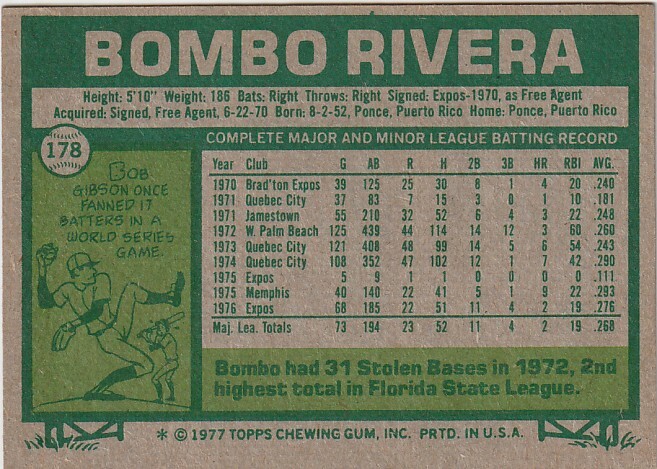 BOMBO RIVERA
Height: 5'10" Weight: 186 Bats: Right Throws: Right Signed: Expos-1970, as Free Agent
Acquired: Signed, Free Agent, 6-22-70 Born: 8-2-52, Ponce, Puerto Rico Home: Ponce, Puerto Rico
178
BOB
GIBSON ONCE
FANNED 17
BATTERS IN A
WORLD SERIES
GAME.
COMPLETE MAJOR AND MINOR LEAGUE BATTING RECORD
Year Club G AB R H 2B 3B HR RBI AVG.
1970 Brad'ton Expos 39 125 25 30 8 1 4 20 .240
1971 Quebec City 37 83 7 15 3 0 1 10 .181
1971 Jamestown 55 210 32 52 6 4 3 22 .248
1972 W. Palm Beach 125 439 44 114 14 12 3 60 .260
1973 Quebec City 121 408 48 99 14 5 6 54 .243
1974 Quebec City 108 352 47 102 12 1 7 42 .290
1975 Expos 5 9 1 1 0 0 0 0 .111
1975 Memphis 40 140 22 41 5 1 9 22 .293
1976 Expos 68 185 22 51 11 4 2 19 .276
Maj. Lea. Totals 73 194 23 52 11 4 2 19 .268
Bombo had 31 Stolen Bases in 1972, 2nd
highest total in Florida State League.
* © 1977 TOPPS CHEWING GUM, INC. PRTD. IN U.S.A.